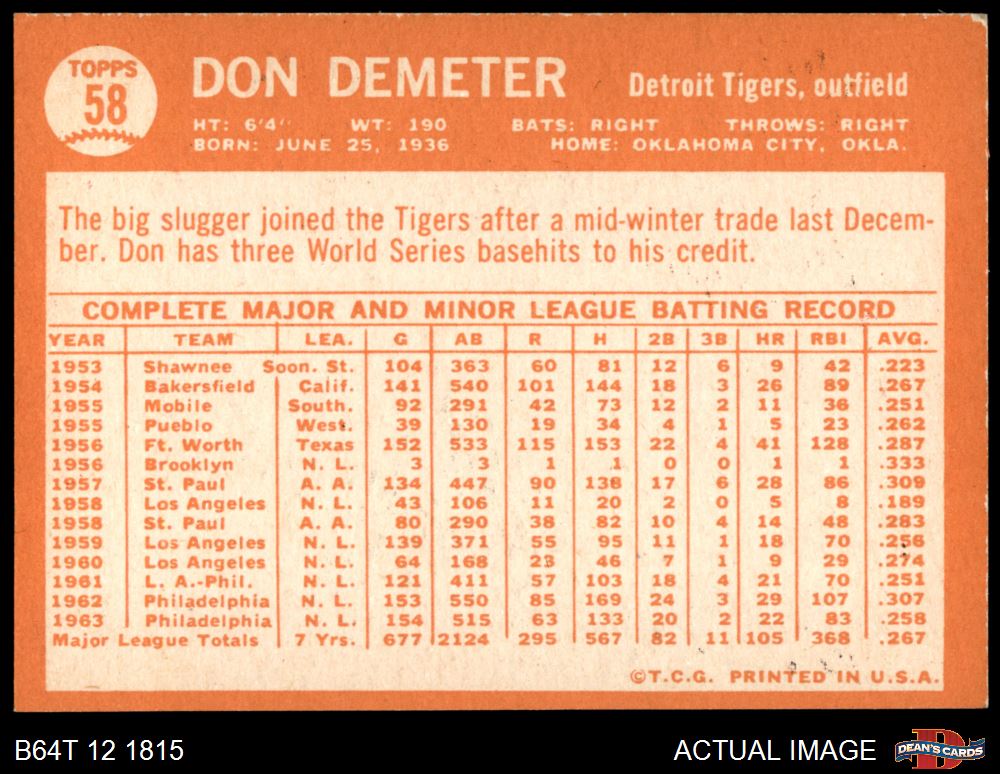 TOPPS
58
DON DEMETER Detroit Tigers, outfield
HT: 6'4" WT: 190 BATS: RIGHT THROWS: RIGHT
BORN: JUNE 25, 1936 HOME: OKLAHOMA CITY, OKLA.
The big slugger joined the Tigers after a mid-winter trade last Decem-
ber. Don has three World Series basehits to his credit.
COMPLETE MAJOR AND MINOR LEAGUE BATTING RECORD
YEAR TEAM LEA. G AB R H 2B 3B HR RBI AVG.
1953 Shawnee Soon. St. 104 363 60 81 12 6 9 42 .223
1954 Bakersfield Calif. 141 540 101 144 18 3 26 89 .267
1955 Mobile South. 92 291 42 73 12 2 11 36 .251
1955 Pueblo West. 39 130 19 34 4 1 5 23 .262
1956 Ft. Worth Texas 152 533 115 153 22 4 41 128 .287
1956 Brooklyn N. L. 3 3 1 1 0 0 1 1 .333
1957 St. Paul A. A. 134 447 90 138 17 6 28 86 .309
1958 Los Angeles N. L. 43 106 11 20 2 0 5 8 .189
1958 St. Paul A. A. 80 290 38 82 10 4 14 48 .283
1959 Los Angeles N. L. 139 371 55 95 11 1 18 70 .256
1960 Los Angeles N. L. 64 168 23 46 7 1 9 29 .274
1961 L. A.-Phil. N. L. 121 411 57 103 18 4 21 70 .251
1962 Philadelphia N. L. 153 550 85 169 24 3 29 107 .307
1963 Philadelphia N. L. 154 515 63 133 20 2 22 83 .258
Major League Totals 7 Yrs. 677 2124 295 567 82 11 105 368 .267
©T.C.G. PRINTED IN U.S.A.
B64T 12 1815 ACTUAL IMAGE DEAN'S CARDS